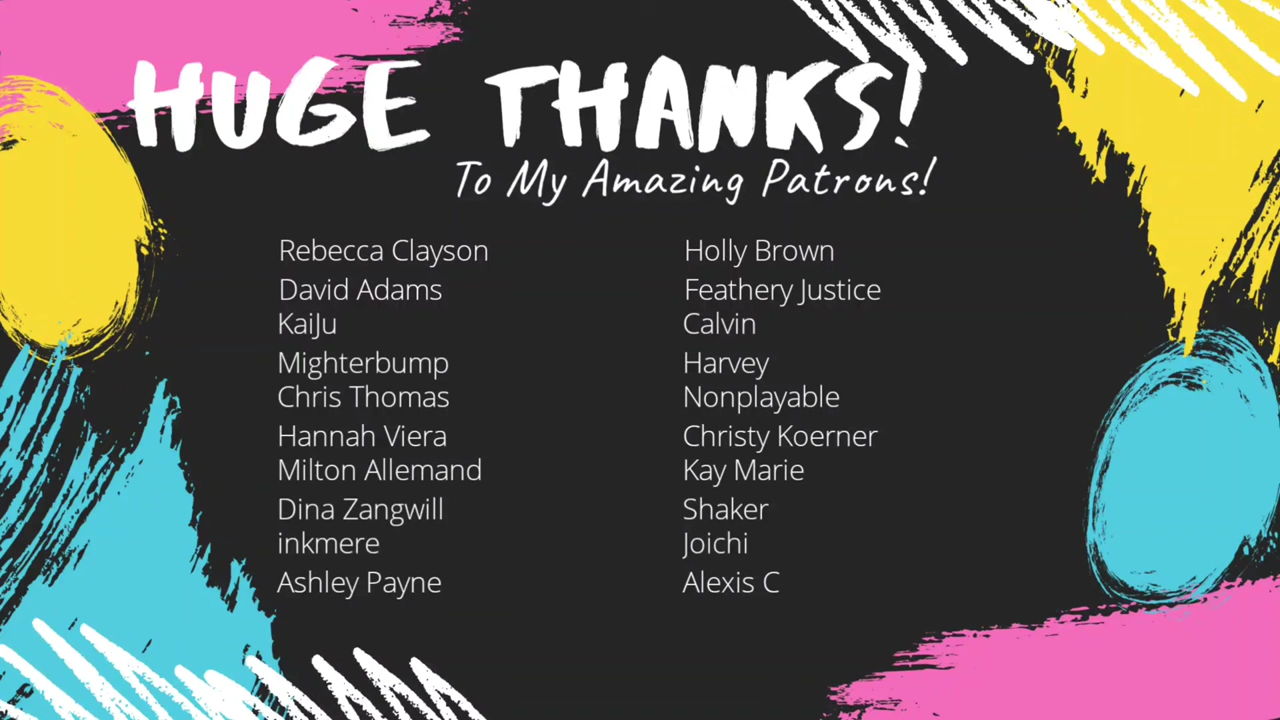 HUGE THANKS!
To My Amazing Patrons!
Rebecca Clayson
David Adams
KaiJu
Mighterbump
Chris Thomas
Hannah Viera
Milton Allemand
Dina Zangwill
inkmere
Ashley Payne
Holly Brown
Feathery Justice
Calvin
Harvey
Nonplayable
Christy Koerner
Kay Marie
Shaker
Joichi
Alexis C